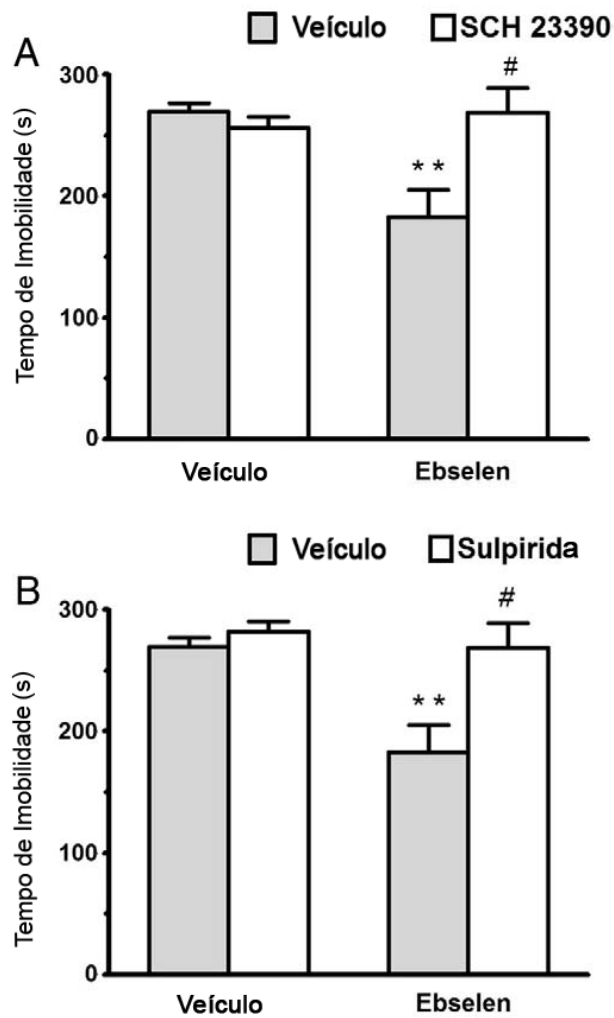 Veículo SCH 23390
A
Tempo de Imobilidade (s)
300
200
100
0
* *
#
Veículo Ebselen
Veículo Sulpirida
B
Tempo de Imobilidade (s)
300
200
100
0
* *
#
Veículo Ebselen